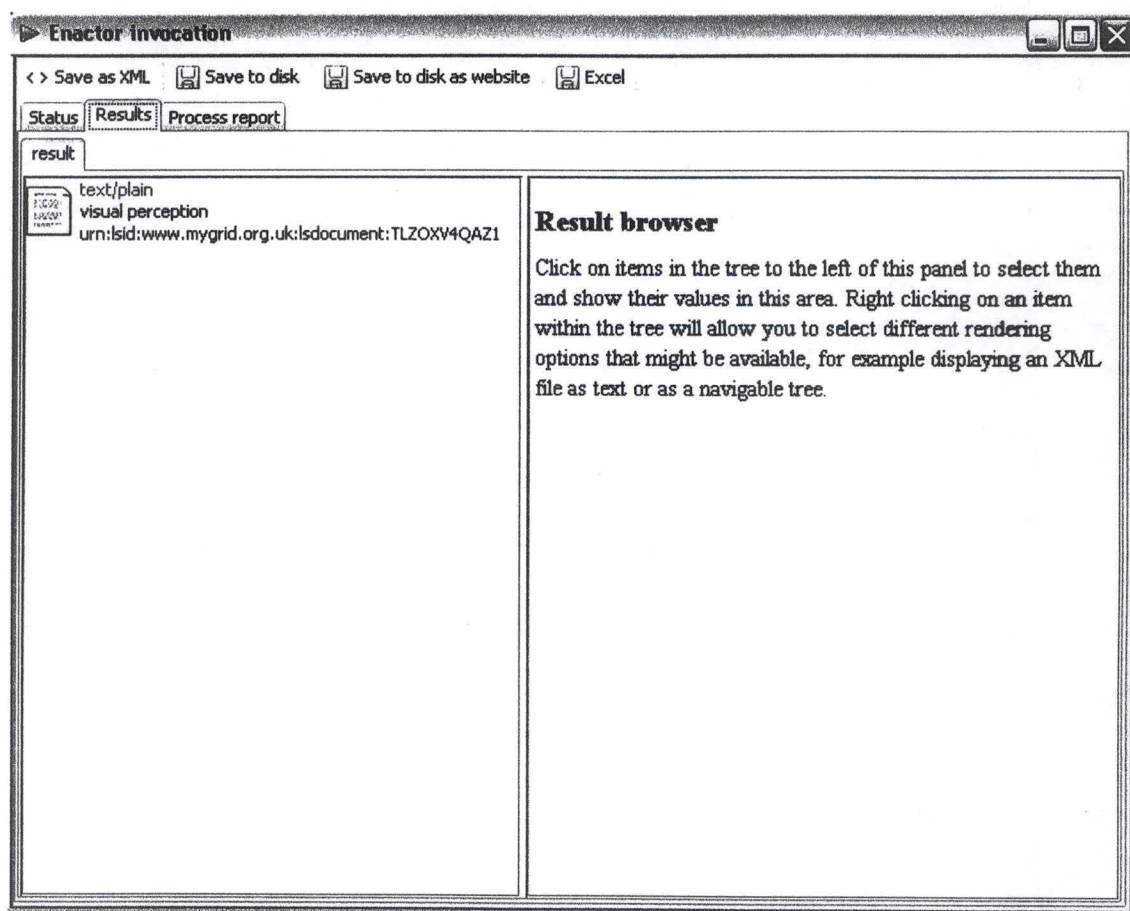 Enactor invocation
<> Save as XML Save to disk Save to disk as website Excel
Status Results Process report
result
text/plain
visual perception
urn:lsid:www.mygrid.org.uk:lsdocument:TLZOXV4QAZ1
Result browser
Click on items in the tree to the left of this panel to select them
and show their values in this area. Right clicking on an item
within the tree will allow you to select different rendering
options that might be available, for example displaying an XML
file as text or as a navigable tree.